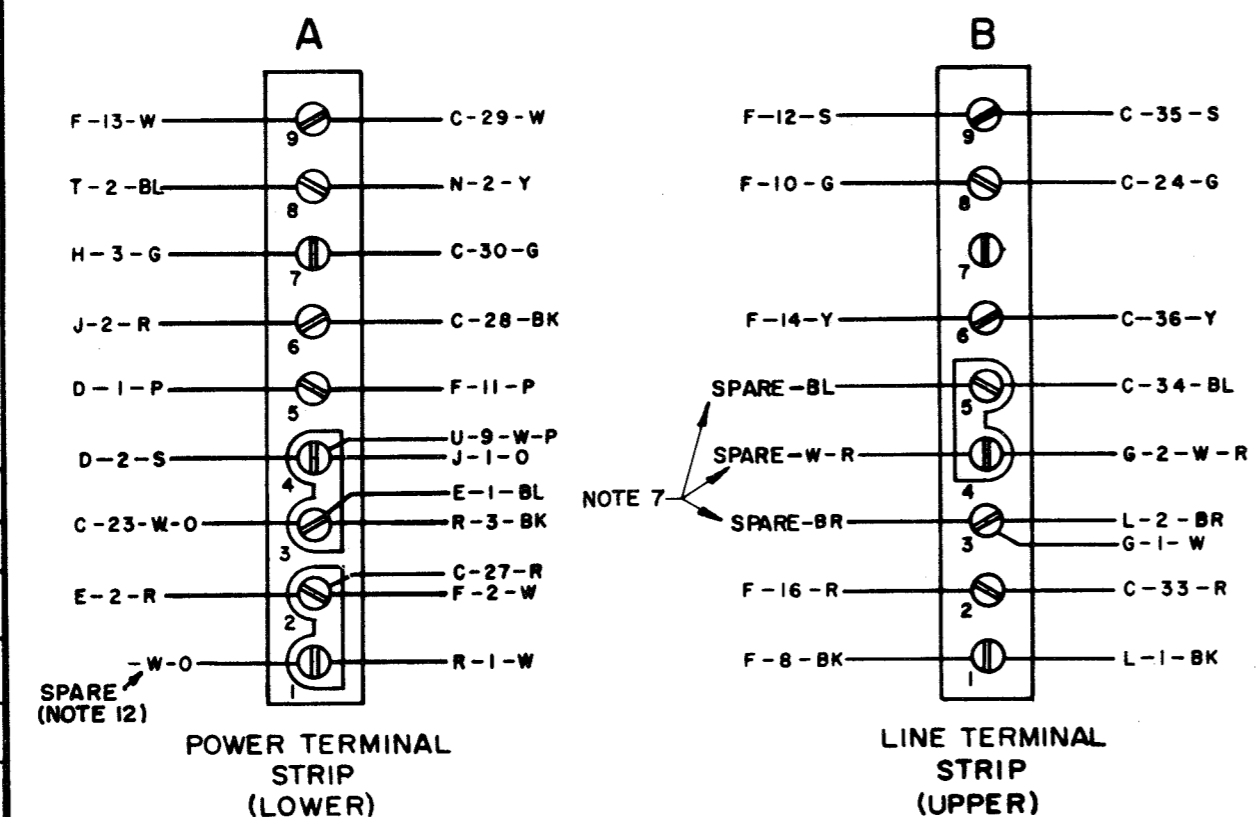 A
F-13-W
9
C-29-W
T-2-BL
8
N-2-Y
H-3-G
7
C-30-G
J-2-R
6
C-28-BK
D-1-P
5
F-11-P
D-2-S
4
U-9-W-P
J-1-O
C-23-W-O
3
E-1-BL
R-3-BK
E-2-R
2
C-27-R
F-2-W
-W-O
1
R-1-W
SPARE
(NOTE 12)
POWER TERMINAL
STRIP
(LOWER)
B
F-12-S
9
C-35-S
F-10-G
8
C-24-G
7
F-14-Y
6
C-36-Y
SPARE-BL
5
C-34-BL
SPARE-W-R
4
G-2-W-R
NOTE 7
SPARE-BR
3
L-2-BR
G-1-W
F-16-R
2
C-33-R
F-8-BK
1
L-1-BK
LINE TERMINAL
STRIP
(UPPER)